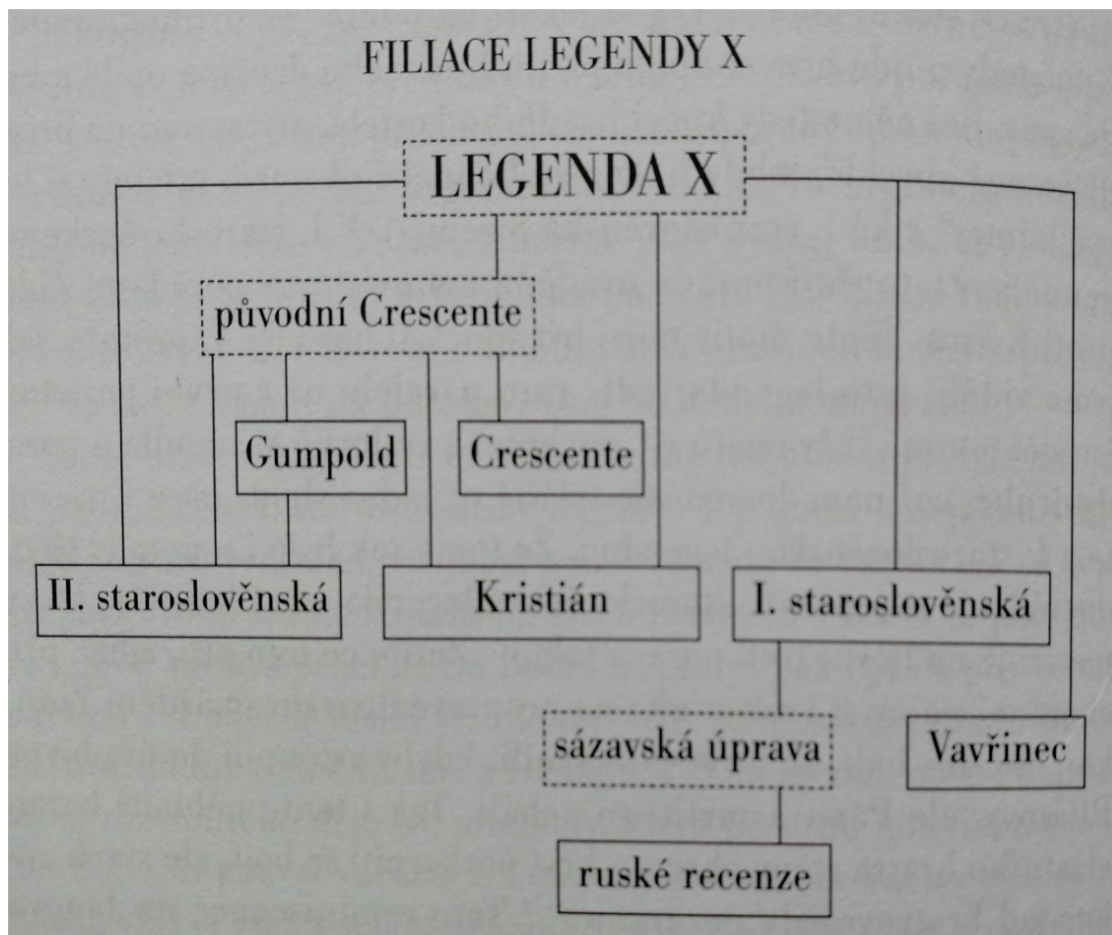 FILIACE LEGENDY X
LEGENDA X
původní Crescente
Gumpold
Crescente
II. staroslověnská
Kristián
I. staroslověnská
sázavská úprava
Vavřinec
ruské recenze